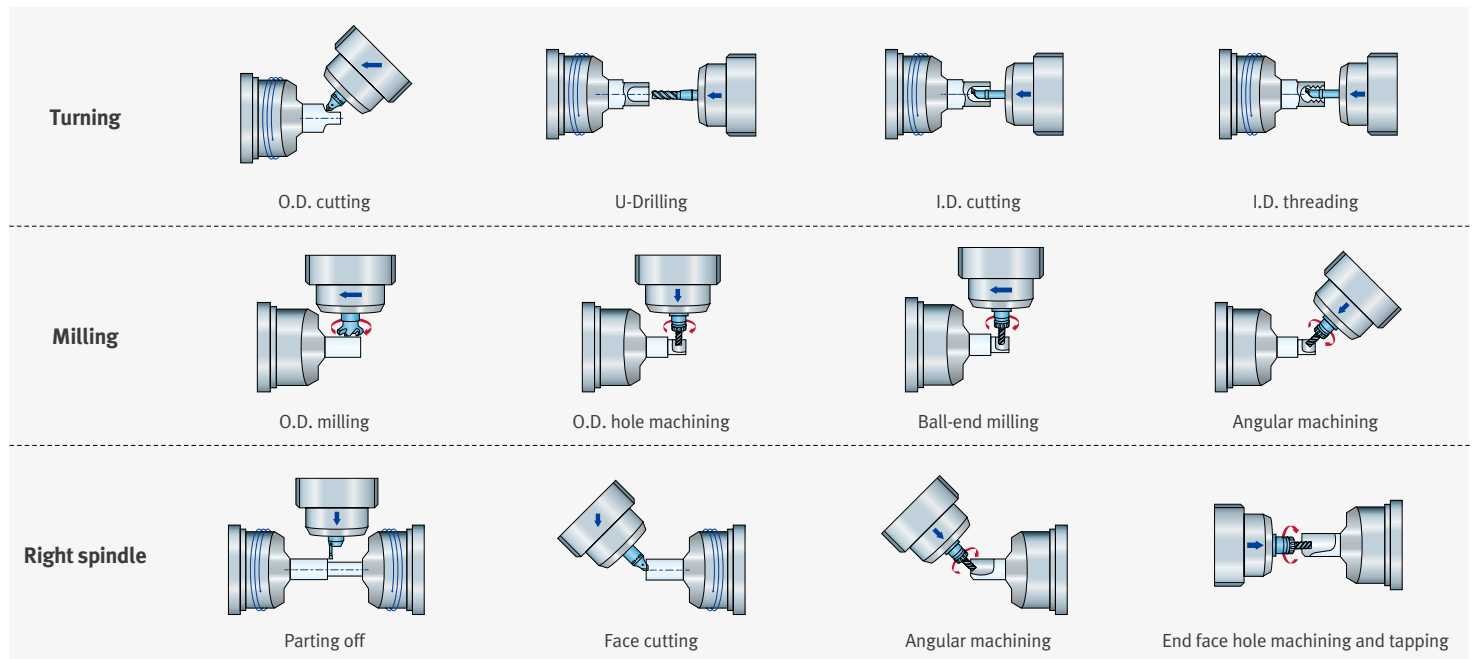 Turning
O.D. cutting
U-Drilling
I.D. cutting
I.D. threading
Milling
O.D. milling
O.D. hole machining
Ball-end milling
Angular machining
Right spindle
Parting off
Face cutting
Angular machining
End face hole machining and tapping